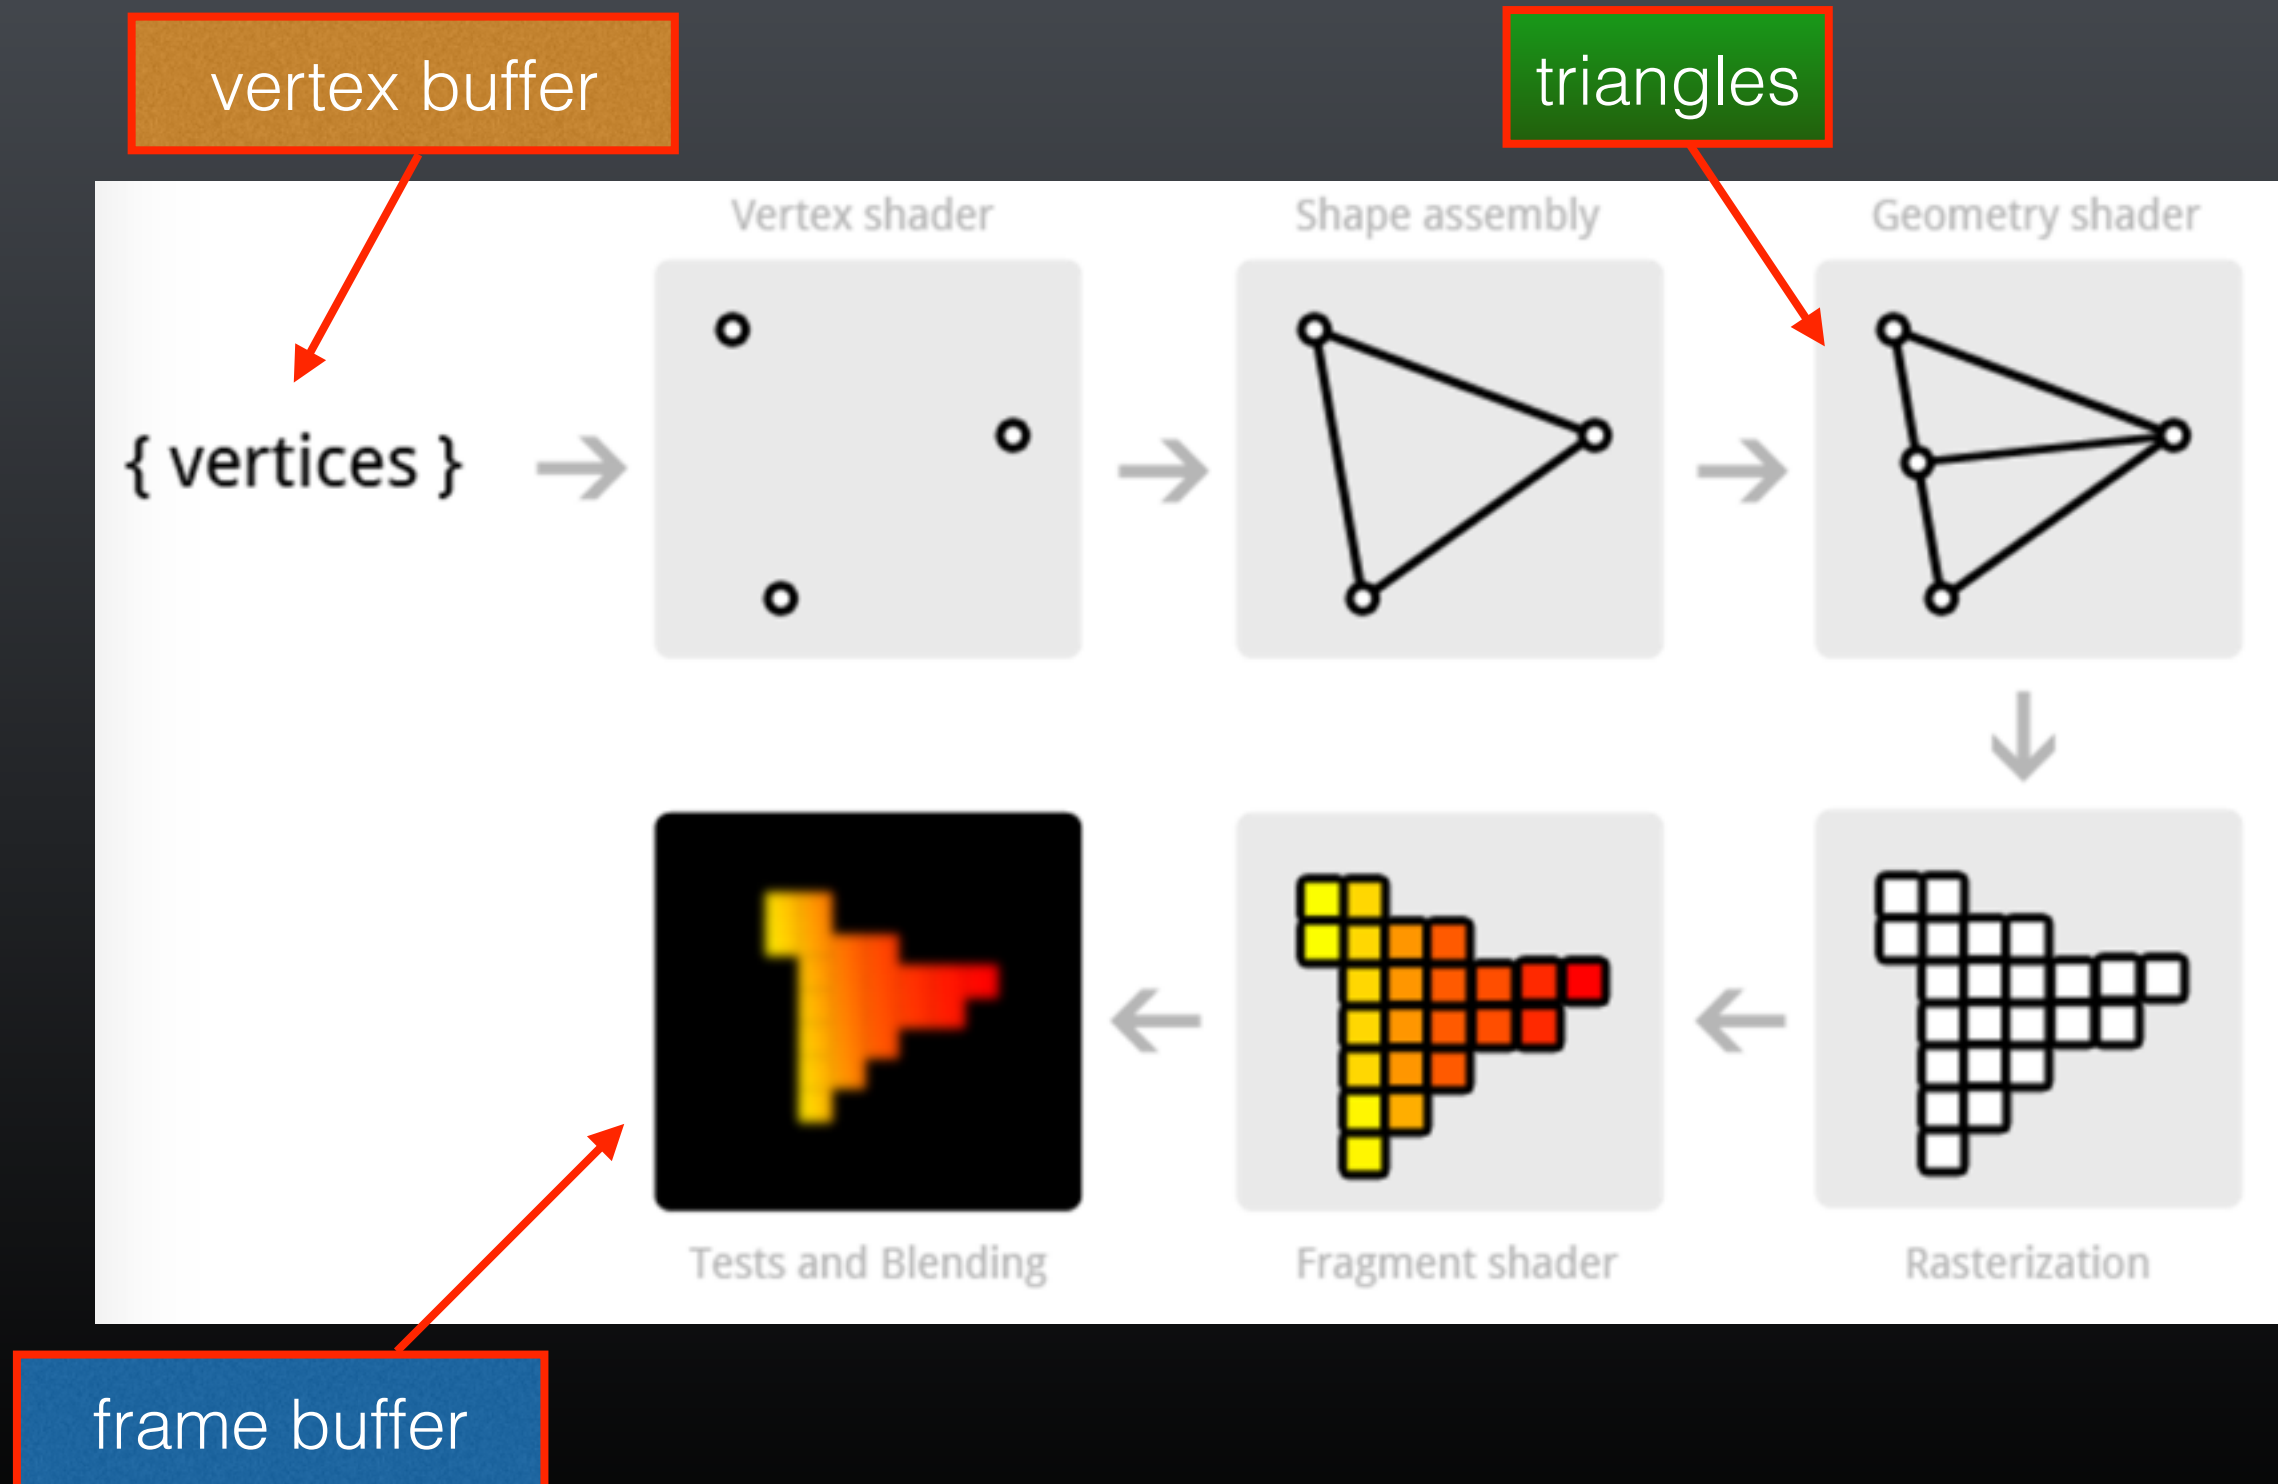 vertex buffer
triangles
Vertex shader
Shape assembly
Geometry shader
{ vertices }
Tests and Blending
Fragment shader
Rasterization
frame buffer